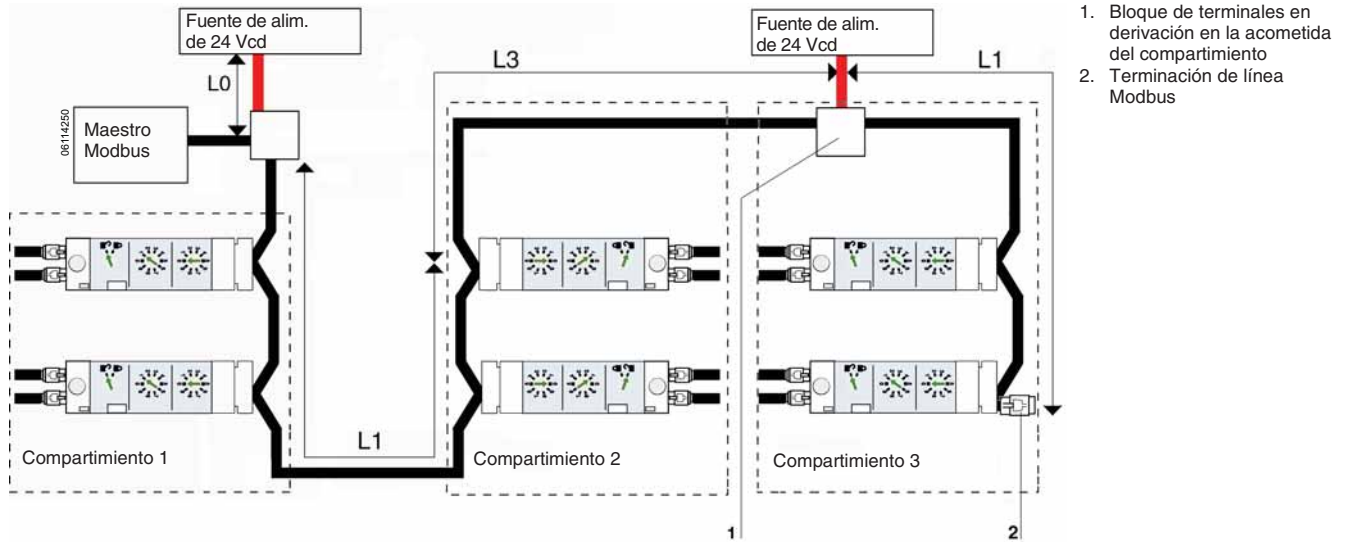 Fuente de alim.
de 24 Vcd
L0
Maestro
Modbus
06114250
L3
Fuente de alim.
de 24 Vcd
L1
L1
Compartimiento 1
Compartimiento 2
Compartimiento 3
1
2
1. Bloque de terminales en
derivación en la acometida
del compartimiento
2. Terminación de línea
Modbus